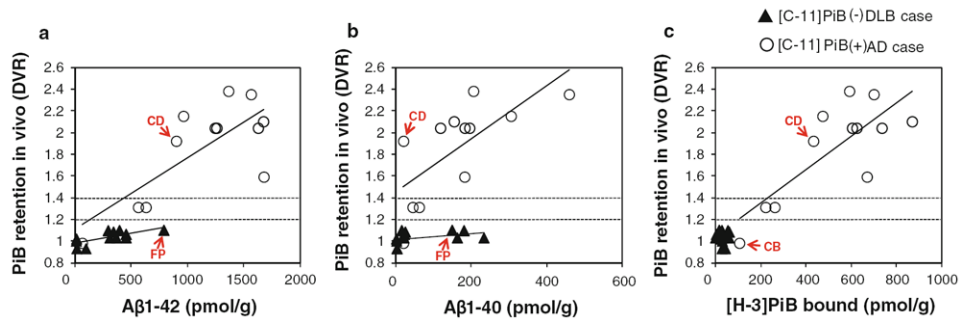 ▲ [C-11]PiB(-)DLB case
○ [C-11]PiB(+)AD case
a
PiB retention in vivo (DVR)
2.6
2.4
2.2
2
1.8
1.6
1.4
1.2
1
0.8
CD
FP
0 500 1000 1500 2000
Aβ1-42 (pmol/g)
b
PiB retention in vivo (DVR)
2.6
2.4
2.2
2
1.8
1.6
1.4
1.2
1
0.8
CD
FP
0 200 400 600
Aβ1-40 (pmol/g)
c
PiB retention in vivo (DVR)
2.6
2.4
2.2
2
1.8
1.6
1.4
1.2
1
0.8
CD
CB
0 200 400 600 800 1000
[H-3]PiB bound (pmol/g)